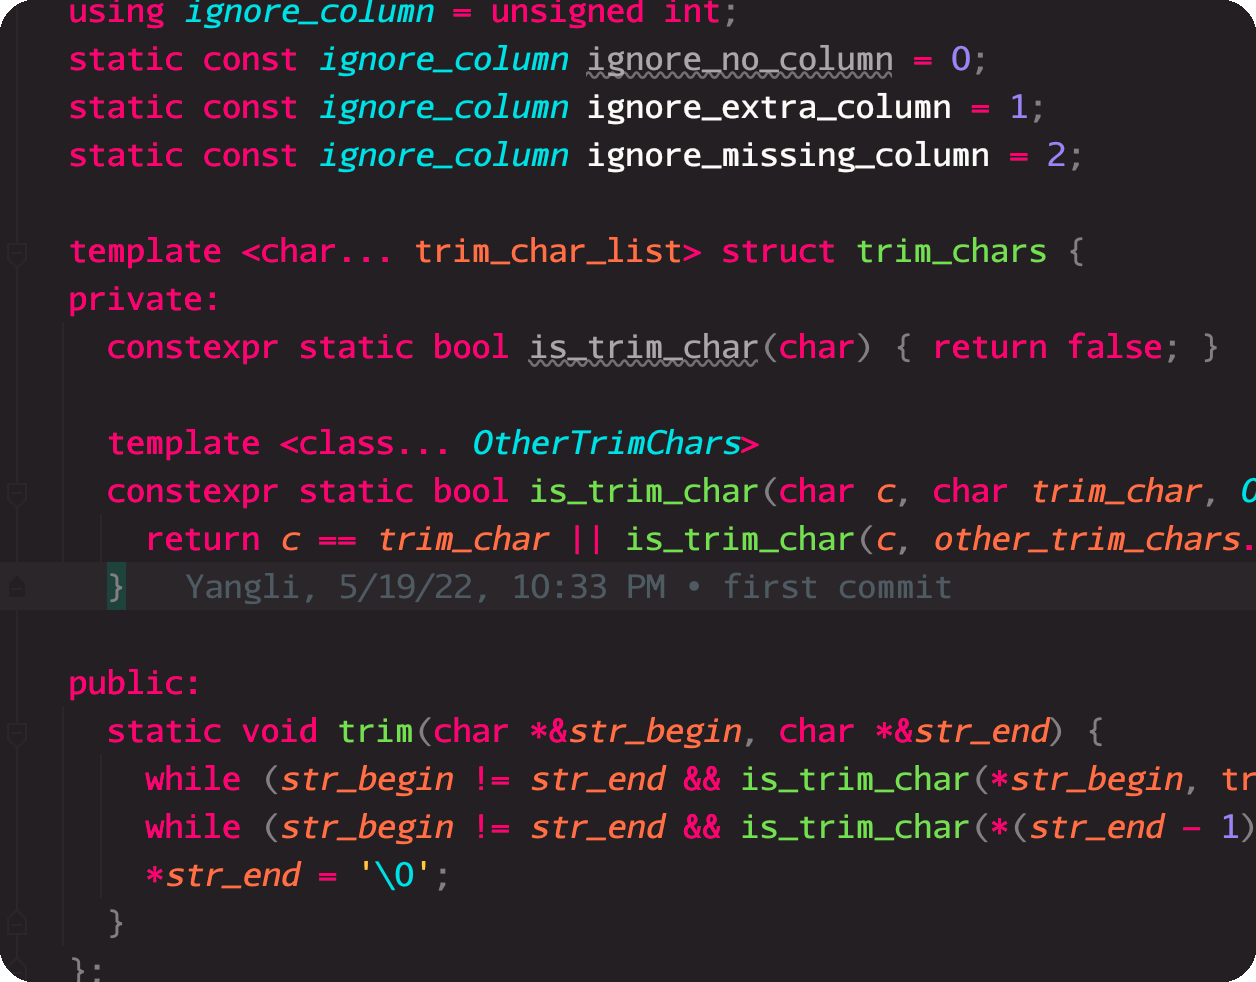 using ignore_column = unsigned int;
static const ignore_column ignore_no_column = 0;
static const ignore_column ignore_extra_column = 1;
static const ignore_column ignore_missing_column = 2;
template <char... trim_char_list> struct trim_chars {
private:
constexpr static bool is_trim_char(char) { return false; }
template <class... OtherTrimChars>
constexpr static bool is_trim_char(char c, char trim_char, O
return c == trim_char || is_trim_char(c, other_trim_chars.
} Yangli, 5/19/22, 10:33 PM • first commit
public:
static void trim(char *&str_begin, char *&str_end) {
while (str_begin != str_end && is_trim_char(*str_begin, tr
while (str_begin != str_end && is_trim_char(*(str_end - 1)
*str_end = '\0';
}
};